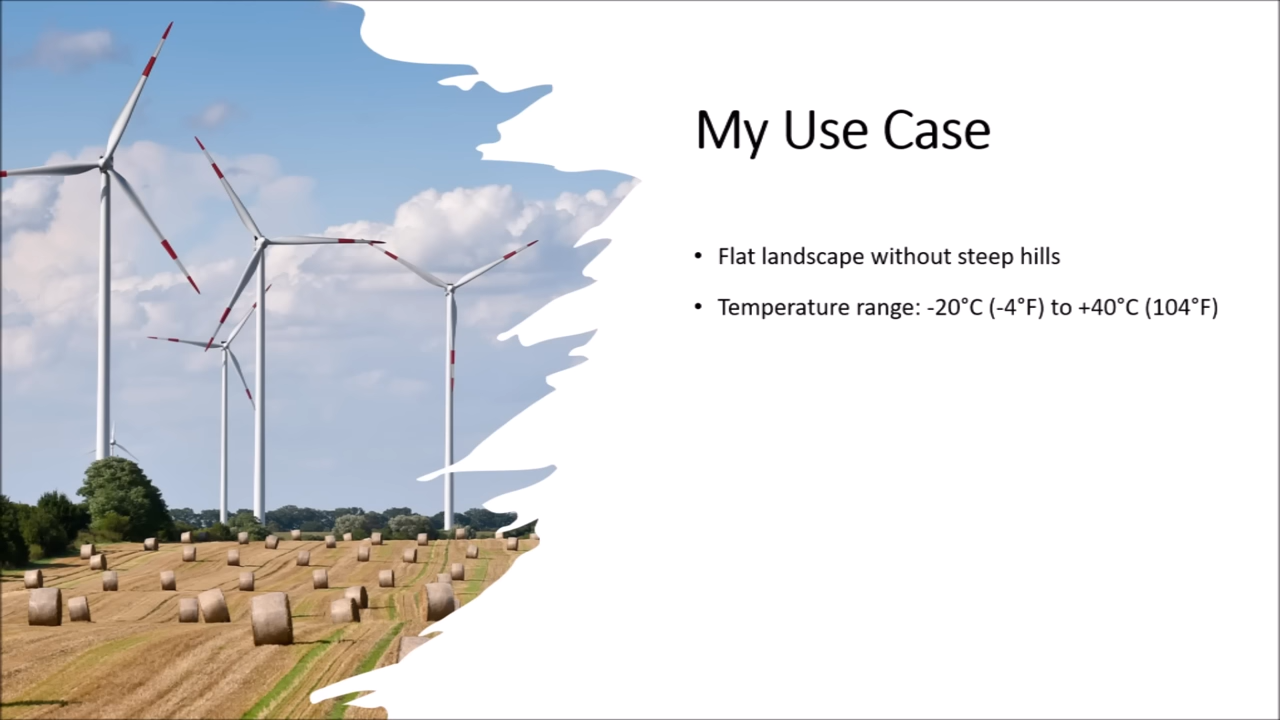 My Use Case
• Flat landscape without steep hills
• Temperature range: -20°C (-4°F) to +40°C (104°F)